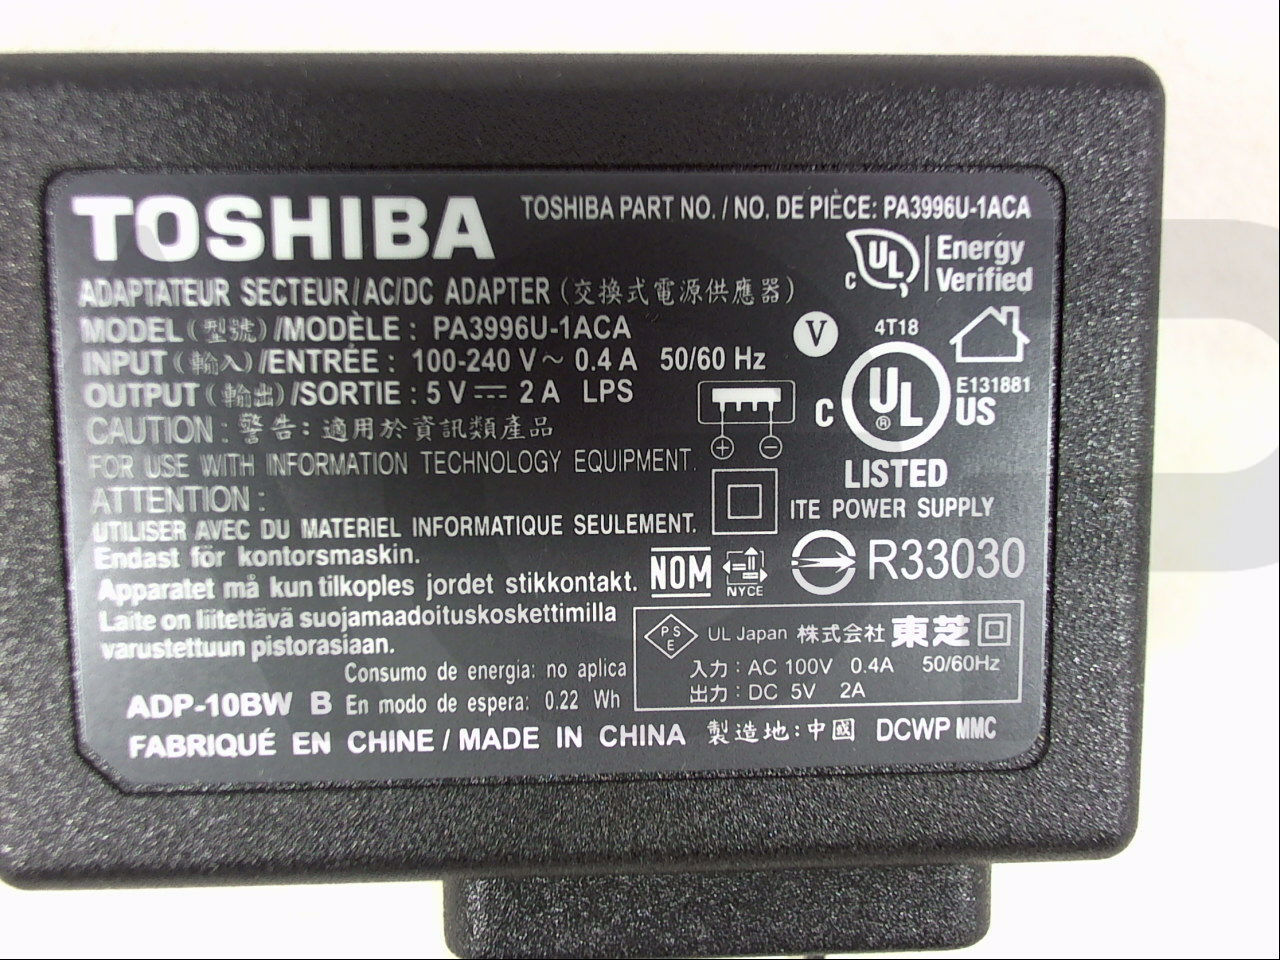 TOSHIBA
TOSHIBA PART NO. / NO. DE PIÈCE: PA3996U-1ACA
C UL Energy Verified
ADAPTATEUR SECTEUR/AC/DC ADAPTER (交換式電源供應器)
MODEL (型號) /MODÈLE : PA3996U-1ACA
INPUT (輸入) /ENTRÉE : 100-240 V~ 0.4 A 50/60 Hz
OUTPUT (輸出) /SORTIE : 5 V⎓ 2 A LPS
V
4T18
C UL ® US
E131881
LISTED
ITE POWER SUPPLY
CAUTION : 警告: 適用於資訊類產品
FOR USE WITH INFORMATION TECHNOLOGY EQUIPMENT.
ATTENTION :
UTILISER AVEC DU MATERIEL INFORMATIQUE SEULEMENT.
Endast för kontorsmaskin.
Apparatet må kun tilkoples jordet stikkontakt.
Laite on liitettävä suojamaadoituskoskettimilla
varustettuun pistorasiaan.
+ −
NOM
NYCE
R33030
PSE UL Japan 株式会社 東芝
入力 : AC 100V 0.4A 50/60Hz
出力 : DC 5V 2A
Consumo de energia: no aplica
En modo de espera: 0.22 Wh
ADP-10BW B
FABRIQUÉ EN CHINE / MADE IN CHINA 製造地: 中國 DCWP MMC